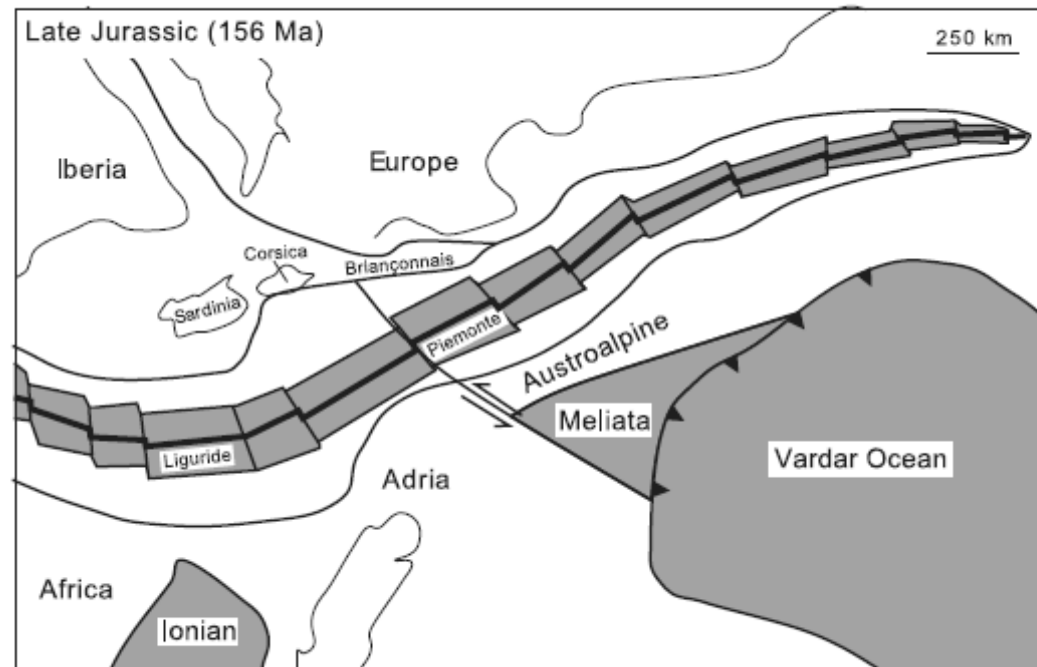 Late Jurassic (156 Ma)
250 km
Iberia
Europe
Corsica
Briançonnais
Sardinia
Piemonte
Austroalpine
Meliata
Vardar Ocean
Liguride
Adria
Africa
Ionian